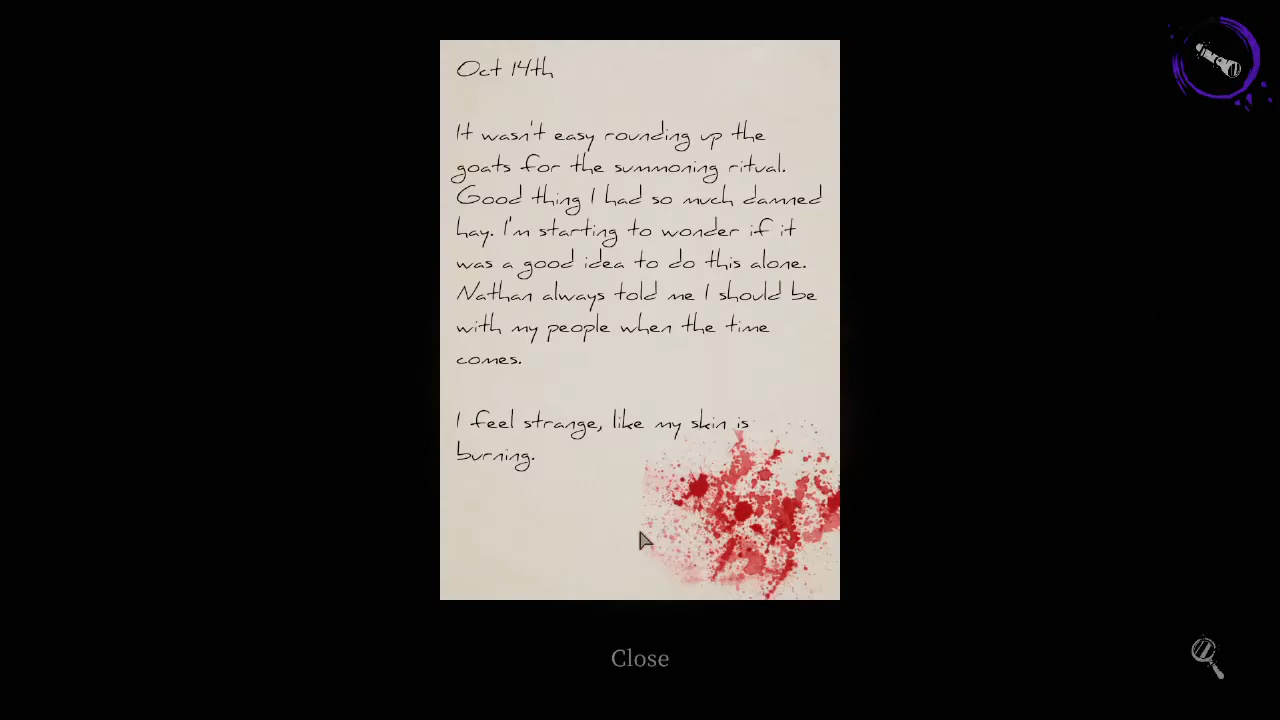 Oct 14th
It wasn't easy rounding up the
goats for the summoning ritual.
Good thing I had so much damned
hay. I'm starting to wonder if it
was a good idea to do this alone.
Nathan always told me I should be
with my people when the time
comes.
I feel strange, like my skin is
burning.
Close